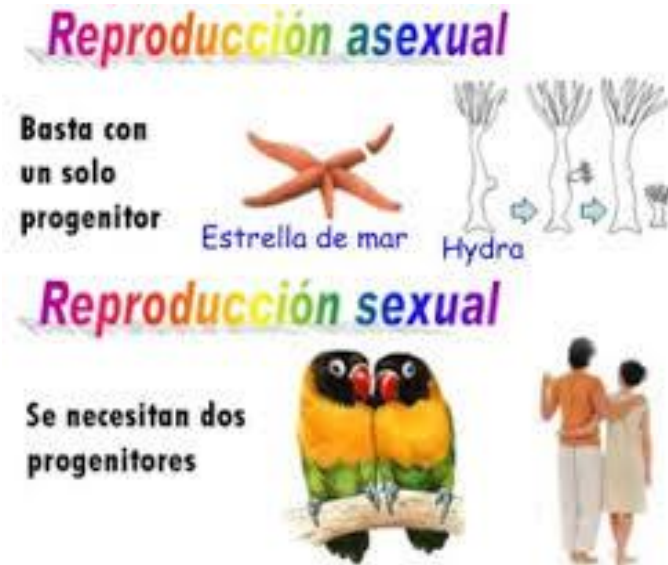 Reproducción asexual
Basta con
un solo
progenitor
Estrella de mar
Hydra
Reproducción sexual
Se necesitan dos
progenitores